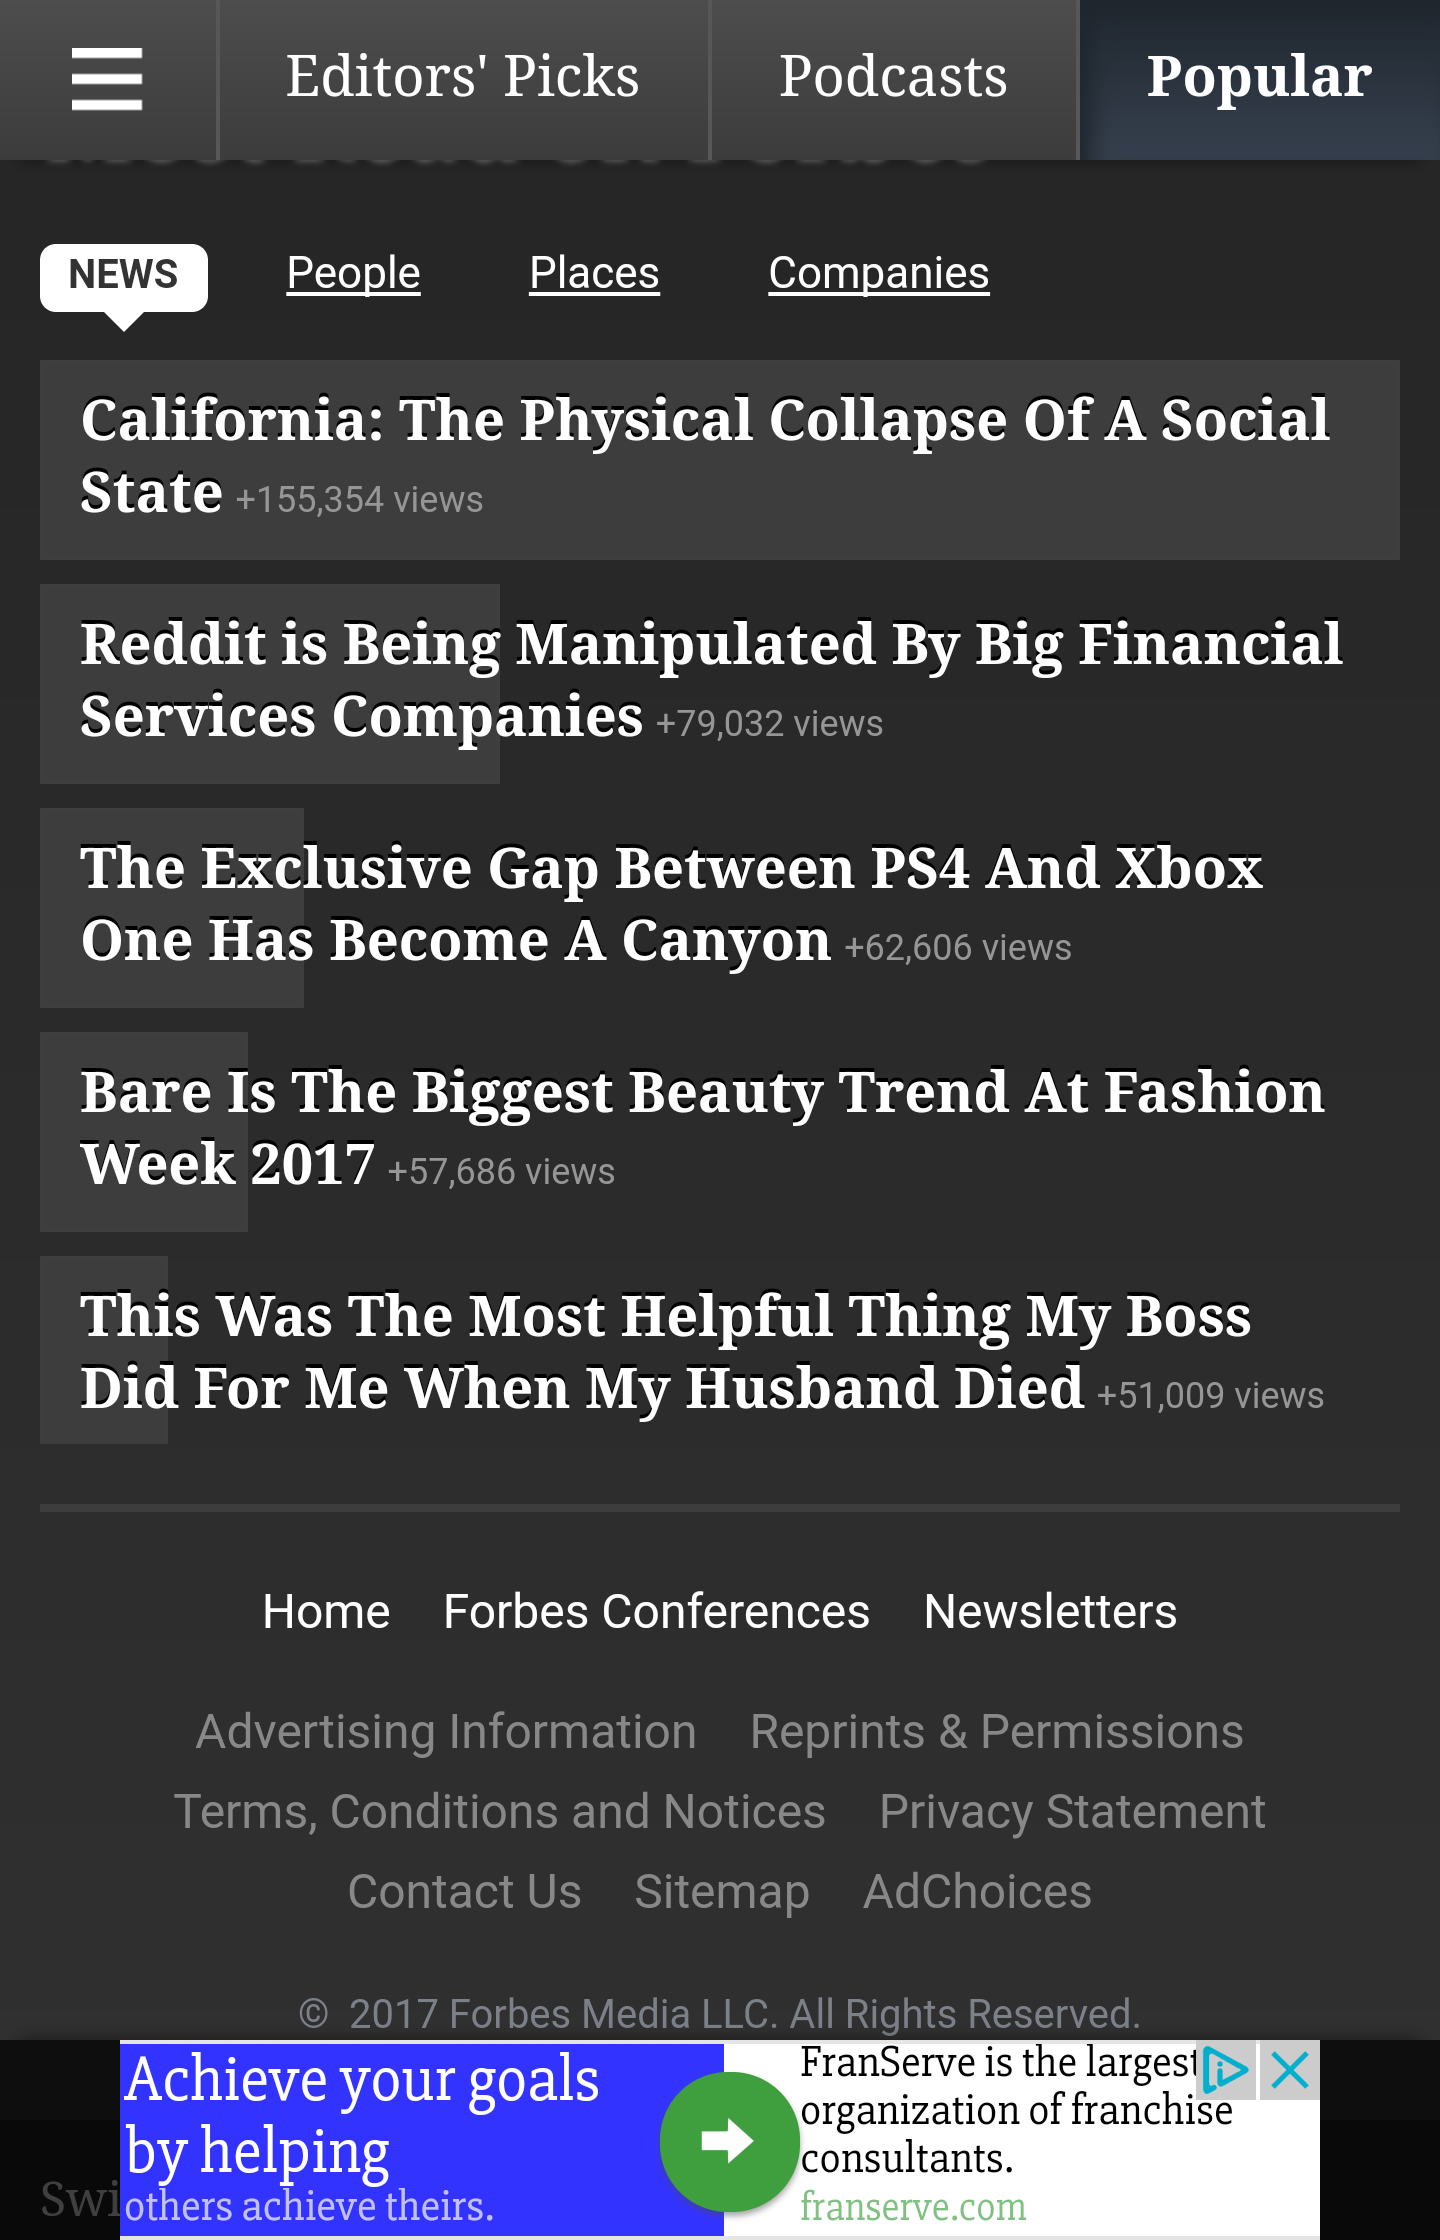 Editors' Picks Podcasts Popular
NEWS People Places Companies
California: The Physical Collapse Of A Social
State +155,354 views
Reddit is Being Manipulated By Big Financial
Services Companies +79,032 views
The Exclusive Gap Between PS4 And Xbox
One Has Become A Canyon +62,606 views
Bare Is The Biggest Beauty Trend At Fashion
Week 2017 +57,686 views
This Was The Most Helpful Thing My Boss
Did For Me When My Husband Died +51,009 views
Home Forbes Conferences Newsletters
Advertising Information Reprints & Permissions
Terms, Conditions and Notices Privacy Statement
Contact Us Sitemap AdChoices
© 2017 Forbes Media LLC. All Rights Reserved.
Achieve your goals
by helping
others achieve theirs.
FranServe is the largest
organization of franchise
consultants.
franserve.com